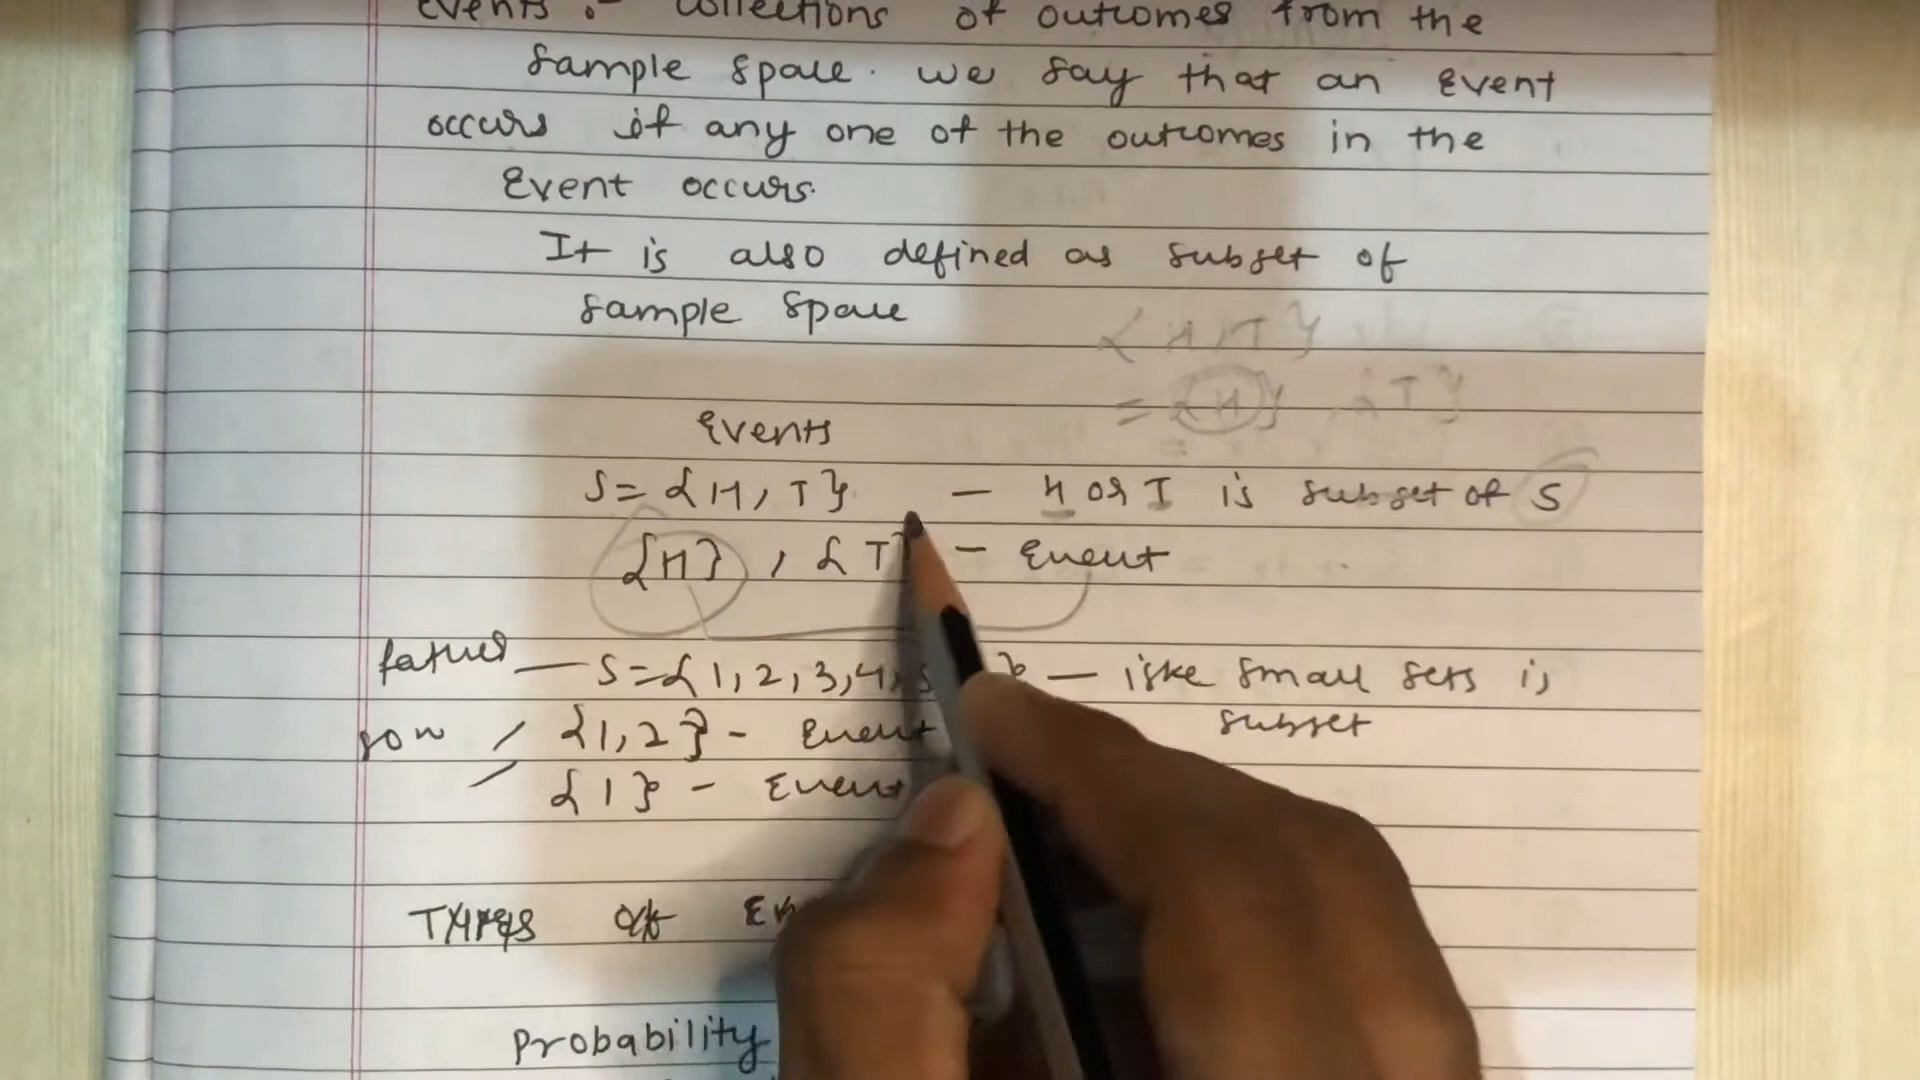 Events :- collections of outcomes from the
sample space. we say that an Event
occurs if any one of the outcomes in the
Event occurs.
It is also defined as subset of
sample space
{H,T}
= {H}, {T}
Events
S={H, T} — H or T is subset of S
{H}, {T} — Event
S={1,2,3,4, } — iske small sets is
subset
{1,2} - Event
{1} - Event
TYPES OF
Probability